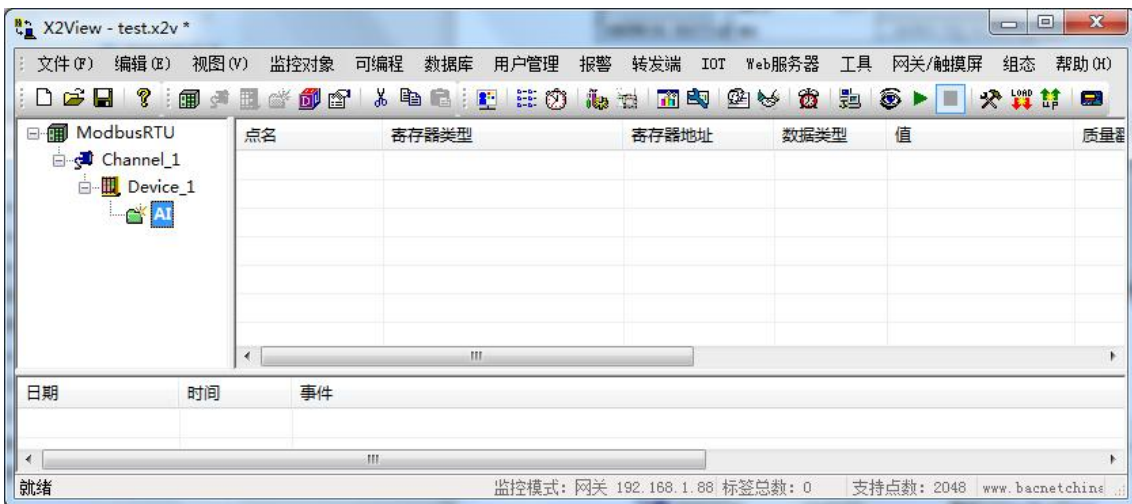 X2View - test.x2v *
文件(F) 编辑(E) 视图(V) 监控对象 可编程 数据库 用户管理 报警 转发端 IOT Web服务器 工具 网关/触摸屏 组态 帮助(H)
LOAD
UP
ModbusRTU
Channel_1
Device_1
AI
点名 寄存器类型 寄存器地址 数据类型 值 质量
日期 时间 事件
就绪 监控模式: 网关 192.168.1.88 标签总数: 0 支持点数: 2048 www.bacnetchina